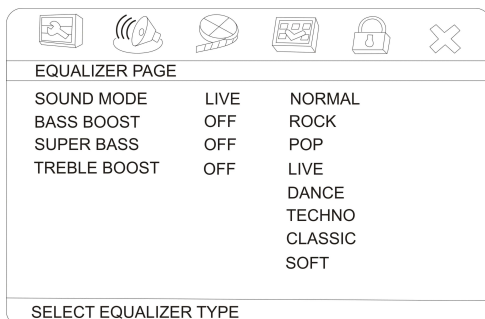 EQUALIZER PAGE
SOUND MODE LIVE NORMAL
BASS BOOST OFF ROCK
SUPER BASS OFF POP
TREBLE BOOST OFF LIVE
DANCE
TECHNO
CLASSIC
SOFT
SELECT EQUALIZER TYPE